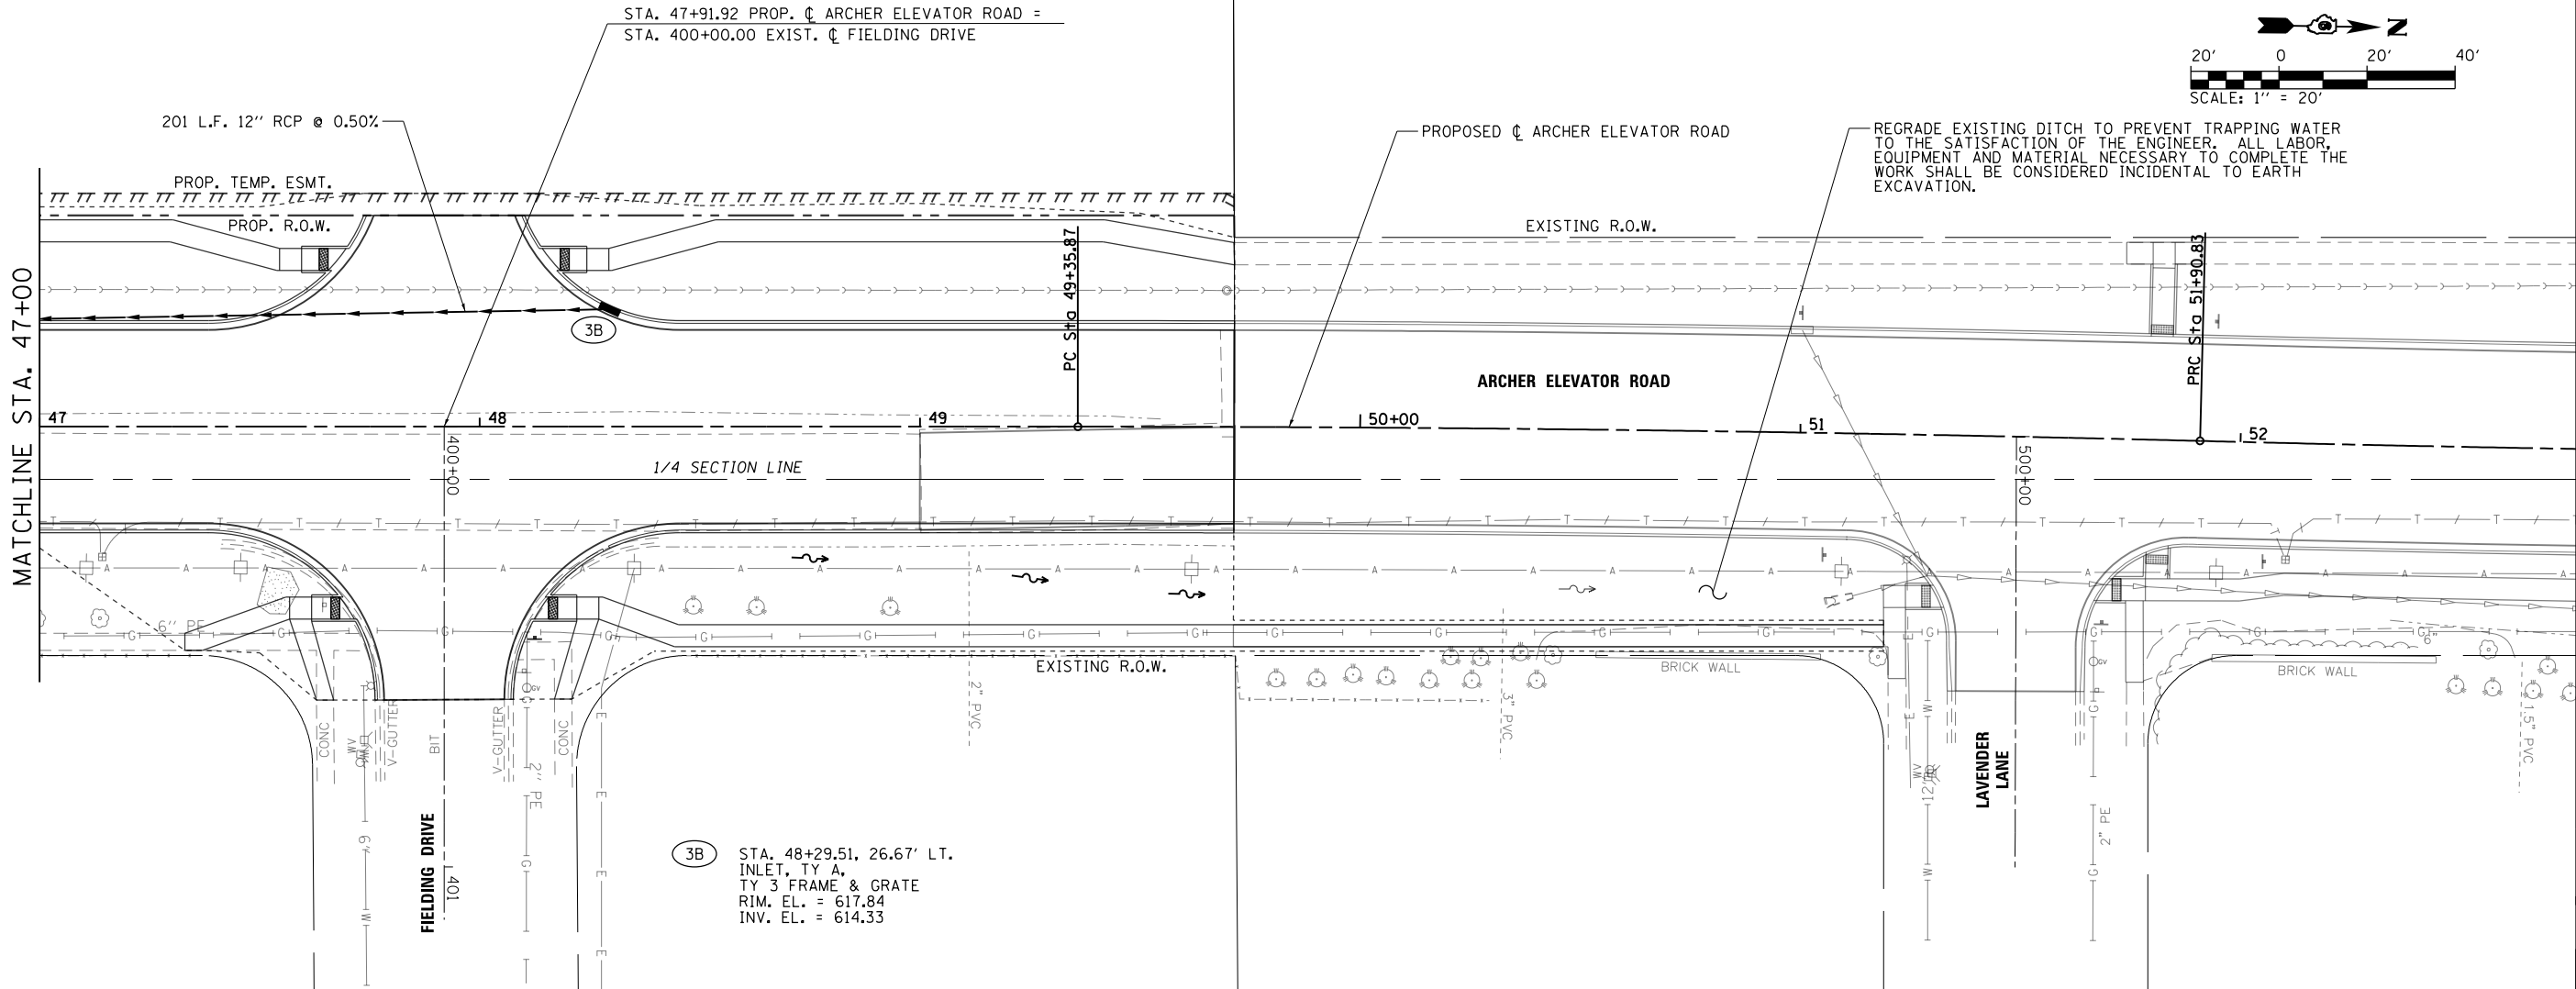 STA. 47+91.92 PROP. ℄ ARCHER ELEVATOR ROAD =
STA. 400+00.00 EXIST. ℄ FIELDING DRIVE
N
20' 0 20' 40'
SCALE: 1'' = 20'
201 L.F. 12'' RCP @ 0.50%
PROPOSED ℄ ARCHER ELEVATOR ROAD
REGRADE EXISTING DITCH TO PREVENT TRAPPING WATER
TO THE SATISFACTION OF THE ENGINEER. ALL LABOR,
EQUIPMENT AND MATERIAL NECESSARY TO COMPLETE THE
WORK SHALL BE CONSIDERED INCIDENTAL TO EARTH
EXCAVATION.
PROP. TEMP. ESMT.
PROP. R.O.W.
EXISTING R.O.W.
MATCHLINE STA. 47+00
3B
PC Sta 49+35.87
PRC Sta 51+90.83
ARCHER ELEVATOR ROAD
47
48
49
50+00
51
52
400+00
500+00
1/4 SECTION LINE
6'' PE
EXISTING R.O.W.
BRICK WALL
BRICK WALL
6"
2" PVC
3" PVC
1.5" PVC
CONC
WV
V-GUTTER
BIT
V-GUTTER
CONC
GV
2'' PE
6"
FIELDING DRIVE
401
WV
12"
LAVENDER
LANE
GV
2" PE
3B
STA. 48+29.51, 26.67' LT.
INLET, TY A,
TY 3 FRAME & GRATE
RIM. EL. = 617.84
INV. EL. = 614.33